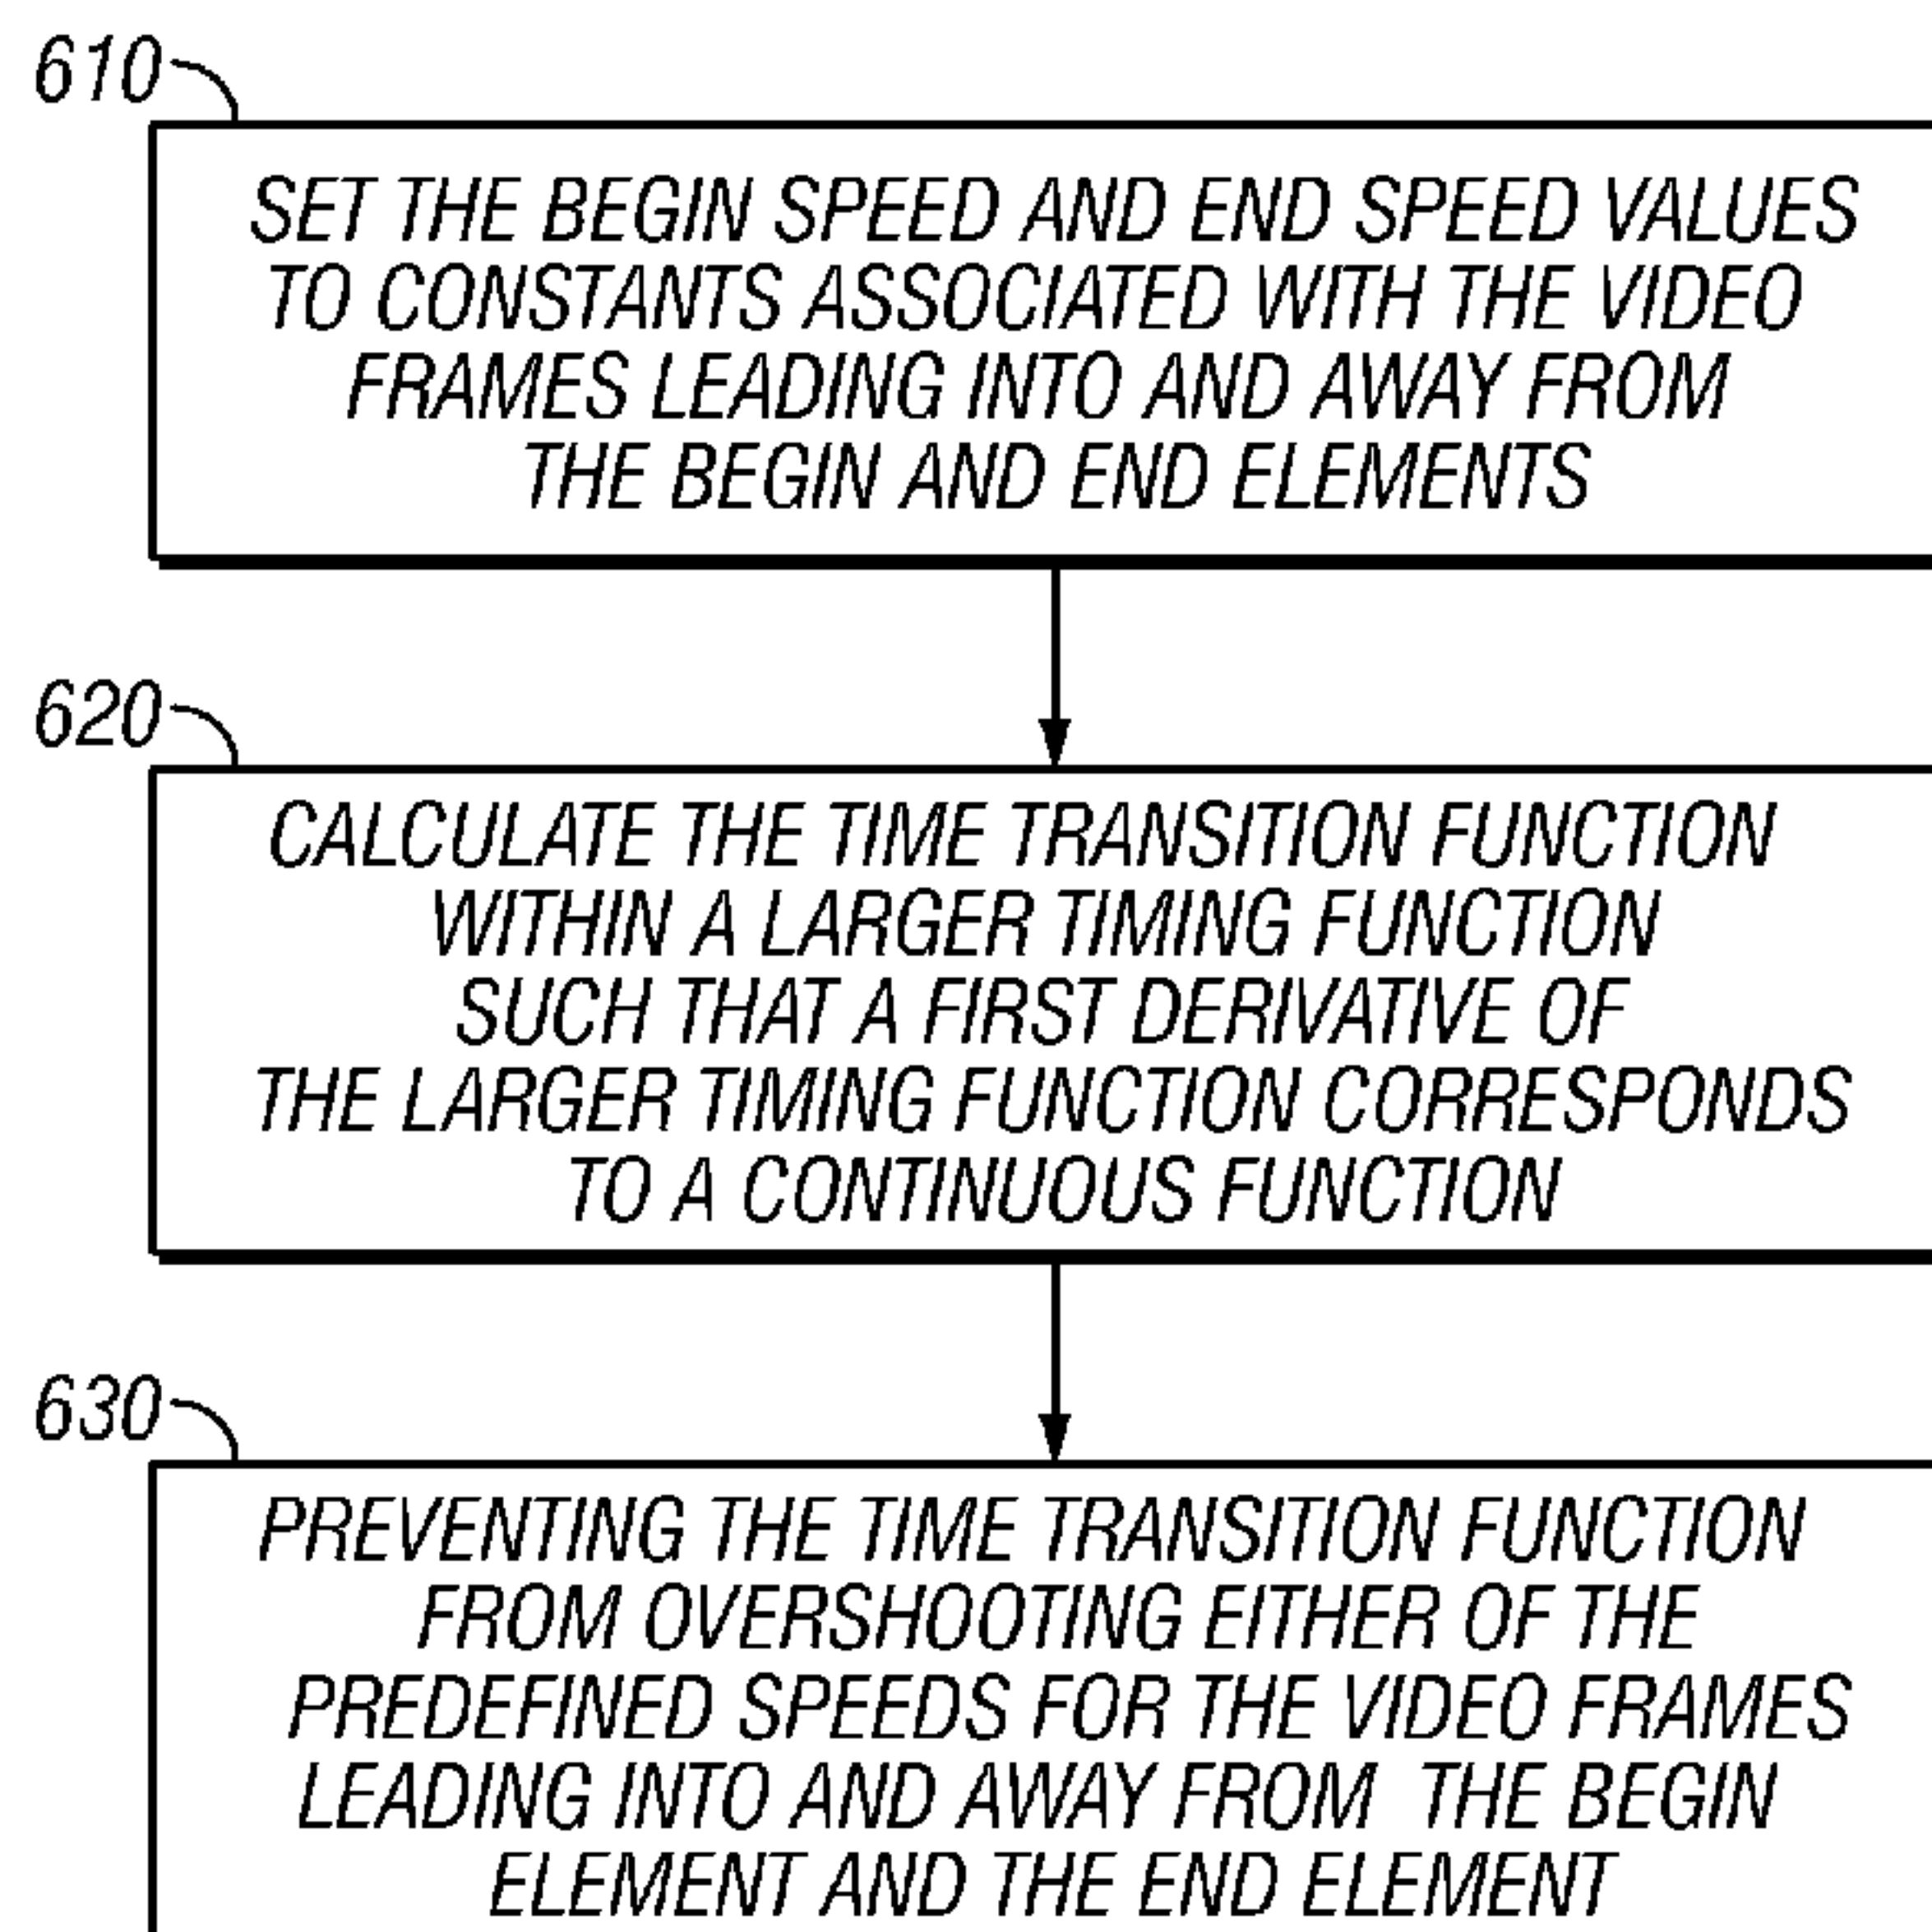 610
SET THE BEGIN SPEED AND END SPEED VALUES
TO CONSTANTS ASSOCIATED WITH THE VIDEO
FRAMES LEADING INTO AND AWAY FROM
THE BEGIN AND END ELEMENTS
620
CALCULATE THE TIME TRANSITION FUNCTION
WITHIN A LARGER TIMING FUNCTION
SUCH THAT A FIRST DERIVATIVE OF
THE LARGER TIMING FUNCTION CORRESPONDS
TO A CONTINUOUS FUNCTION
630
PREVENTING THE TIME TRANSITION FUNCTION
FROM OVERSHOOTING EITHER OF THE
PREDEFINED SPEEDS FOR THE VIDEO FRAMES
LEADING INTO AND AWAY FROM THE BEGIN
ELEMENT AND THE END ELEMENT